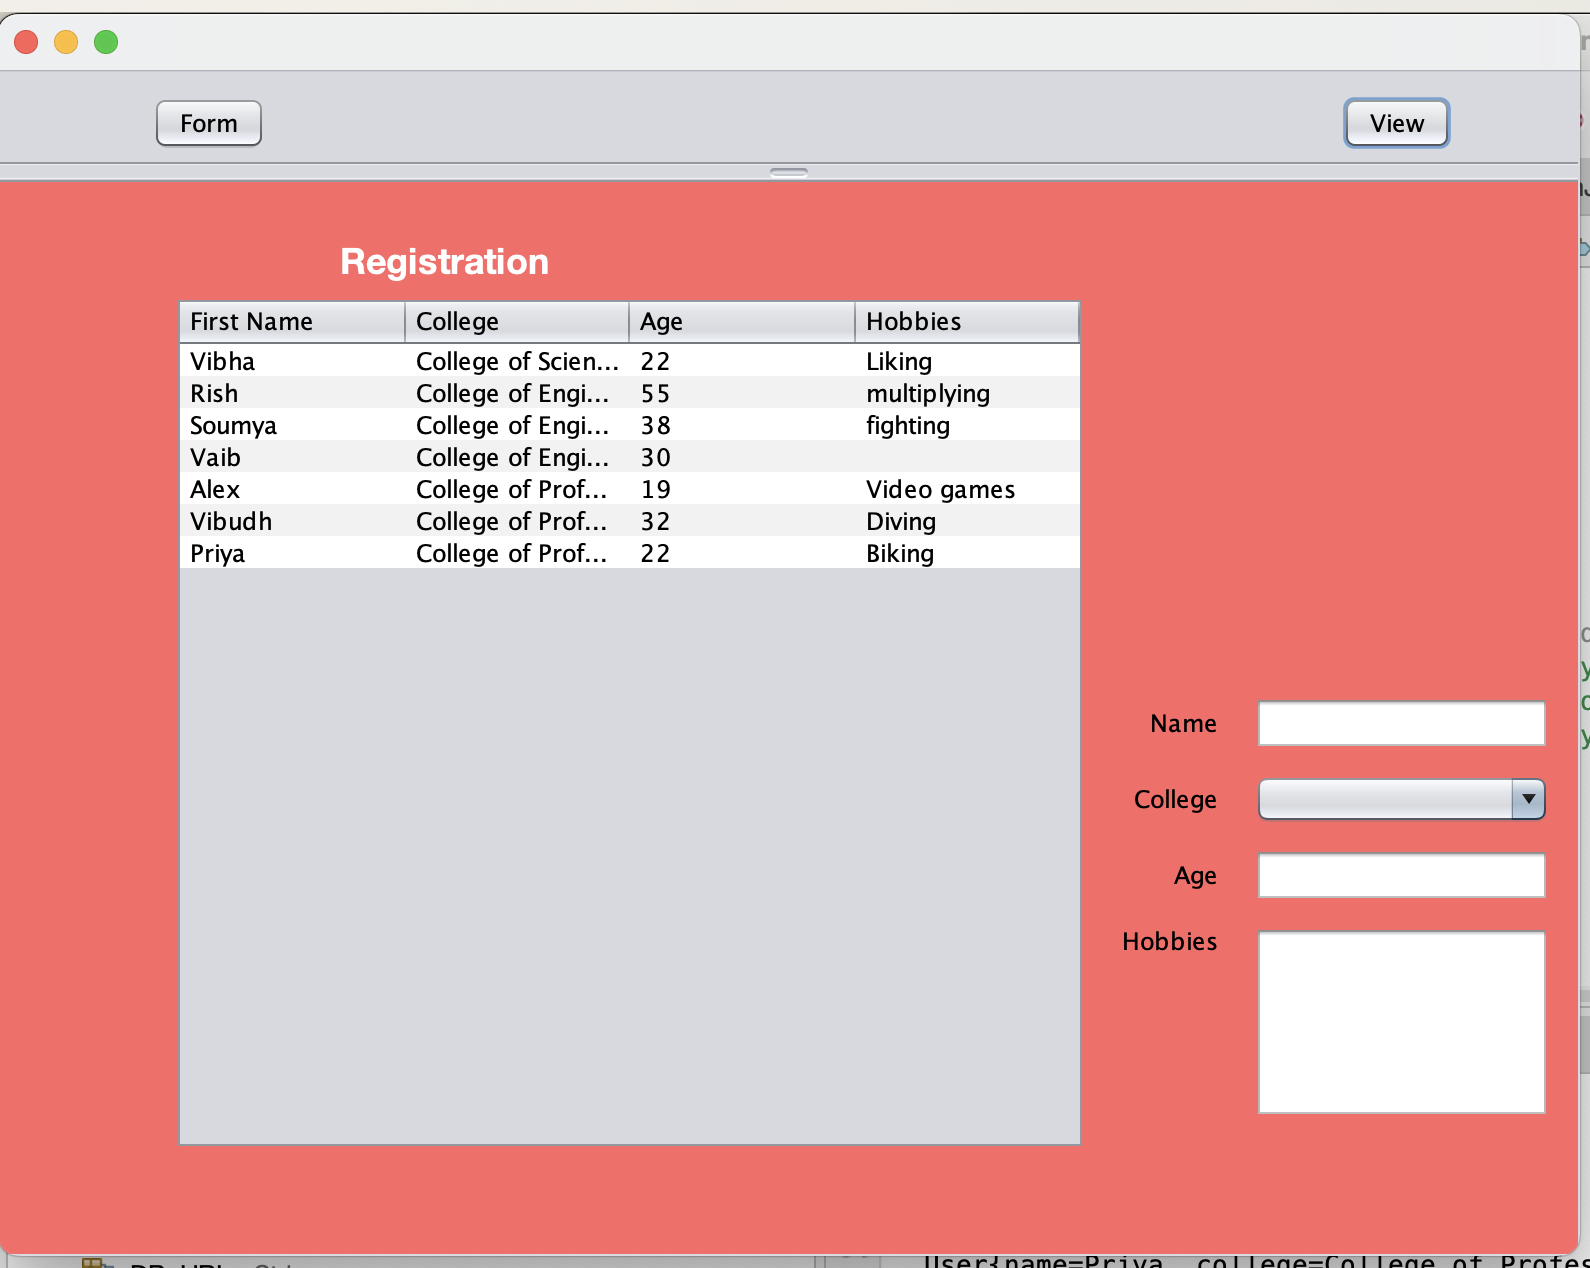 Form View
Registration
First Name College Age Hobbies
Vibha College of Scien... 22 Liking
Rish College of Engi... 55 multiplying
Soumya College of Engi... 38 fighting
Vaib College of Engi... 30
Alex College of Prof... 19 Video games
Vibudh College of Prof... 32 Diving
Priya College of Prof... 22 Biking
Name
College
Age
Hobbies
User{name=Priya, college=College of Profes